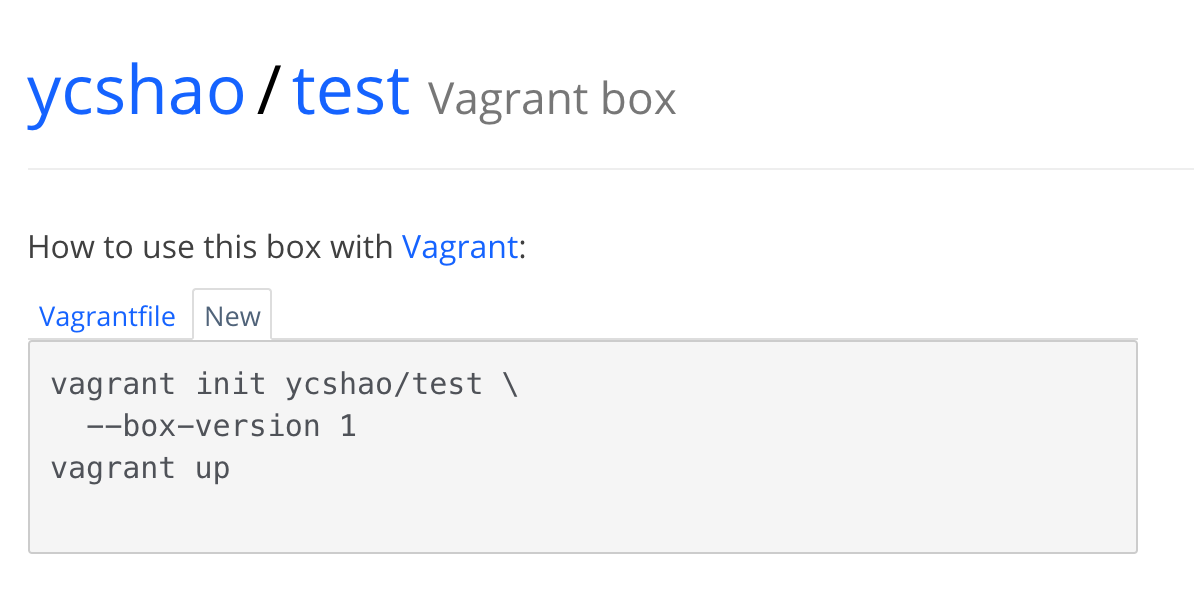 ycshao / test Vagrant box
How to use this box with Vagrant:
Vagrantfile New
vagrant init ycshao/test \
  --box-version 1
vagrant up